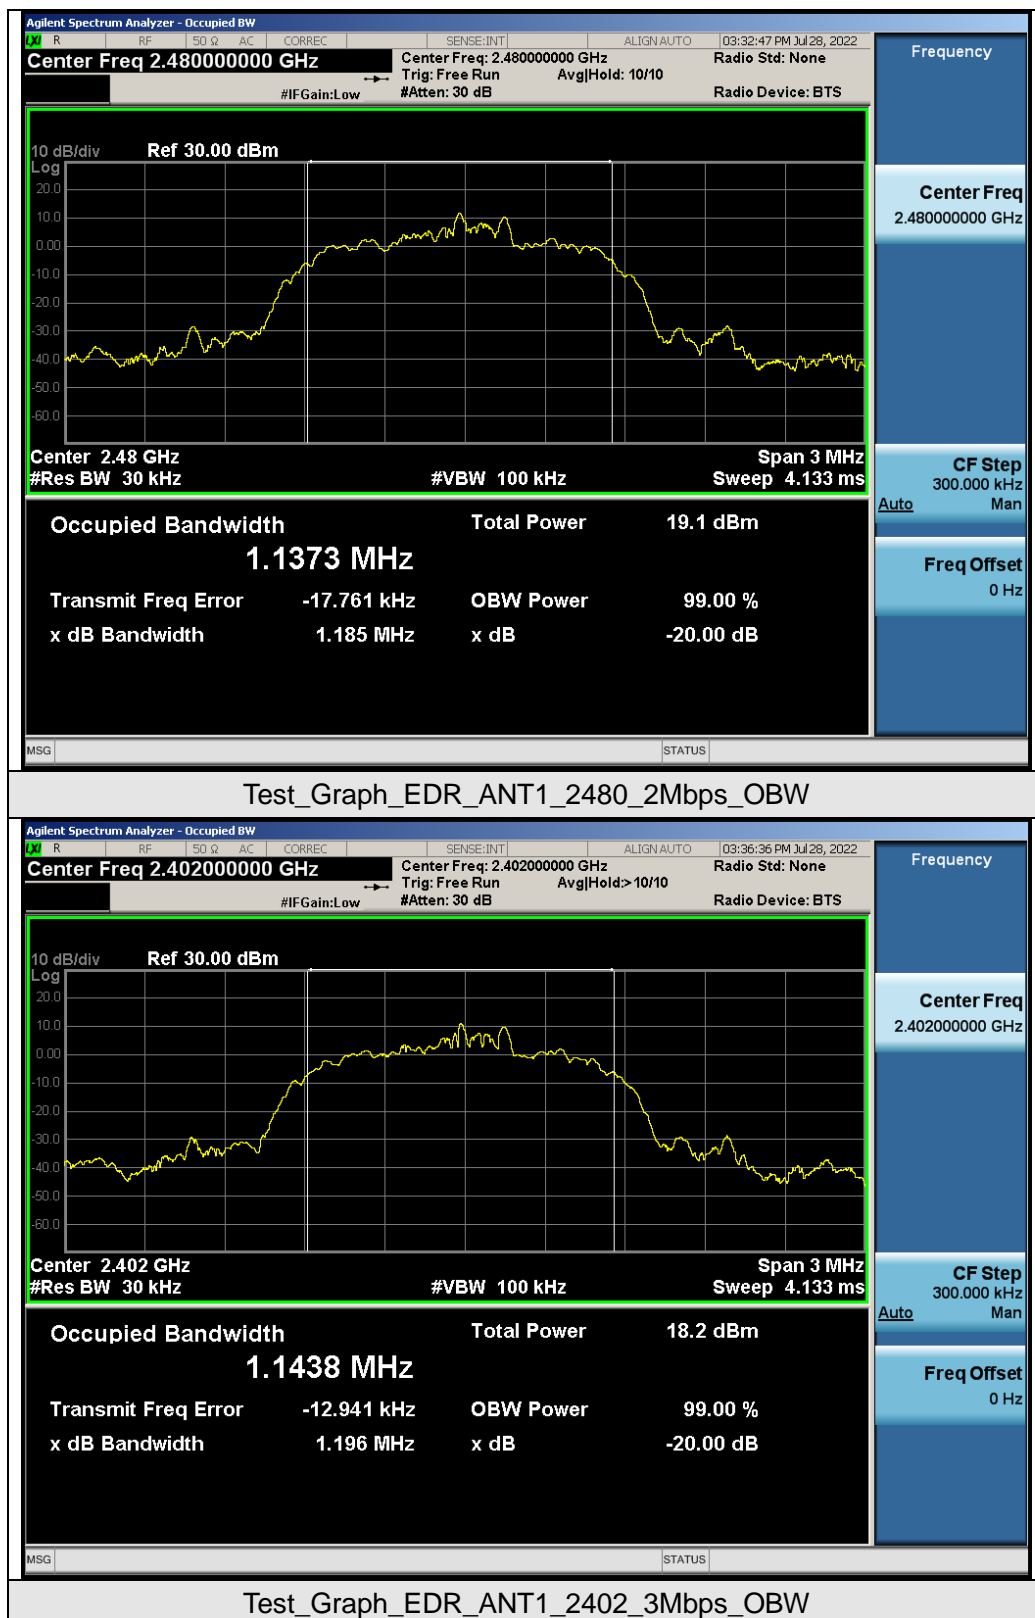 Agilent Spectrum Analyzer - Occupied BW
LXI R RF 50 Ω AC CORREC SENSE:INT ALIGN AUTO 03:32:47 PM Jul 28, 2022
Center Freq 2.480000000 GHz Center Freq: 2.480000000 GHz Radio Std: None Frequency
Trig: Free Run Avg|Hold: 10/10
#IFGain:Low #Atten: 30 dB Radio Device: BTS
10 dB/div Ref 30.00 dBm
Log
20.0
10.0
0.00
-10.0
-20.0
-30.0
-40.0
-50.0
-60.0
Center Freq
2.480000000 GHz
Center 2.48 GHz Span 3 MHz
#Res BW 30 kHz #VBW 100 kHz Sweep 4.133 ms
CF Step
300.000 kHz
Auto Man
Occupied Bandwidth Total Power 19.1 dBm
1.1373 MHz
Freq Offset
0 Hz
Transmit Freq Error -17.761 kHz OBW Power 99.00 %
x dB Bandwidth 1.185 MHz x dB -20.00 dB
MSG STATUS
Test_Graph_EDR_ANT1_2480_2Mbps_OBW
Agilent Spectrum Analyzer - Occupied BW
LXI R RF 50 Ω AC CORREC SENSE:INT ALIGN AUTO 03:36:36 PM Jul 28, 2022
Center Freq 2.402000000 GHz Center Freq: 2.402000000 GHz Radio Std: None Frequency
Trig: Free Run Avg|Hold:>10/10
#IFGain:Low #Atten: 30 dB Radio Device: BTS
10 dB/div Ref 30.00 dBm
Log
20.0
10.0
0.00
-10.0
-20.0
-30.0
-40.0
-50.0
-60.0
Center Freq
2.402000000 GHz
Center 2.402 GHz Span 3 MHz
#Res BW 30 kHz #VBW 100 kHz Sweep 4.133 ms
CF Step
300.000 kHz
Auto Man
Occupied Bandwidth Total Power 18.2 dBm
1.1438 MHz
Freq Offset
0 Hz
Transmit Freq Error -12.941 kHz OBW Power 99.00 %
x dB Bandwidth 1.196 MHz x dB -20.00 dB
MSG STATUS
Test_Graph_EDR_ANT1_2402_3Mbps_OBW